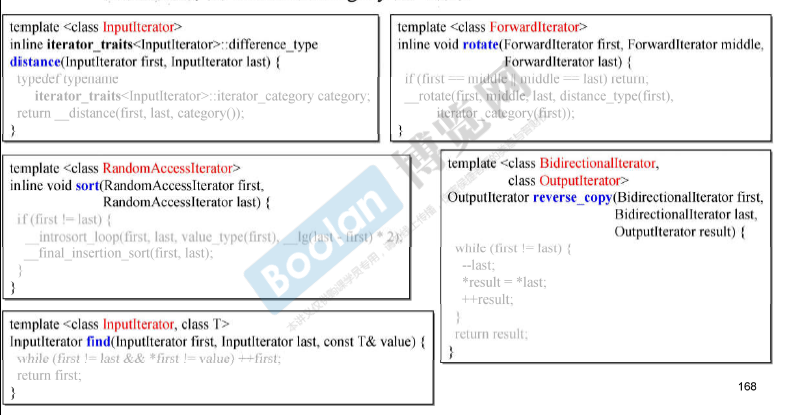 template <class InputIterator>
inline iterator_traits<InputIterator>::difference_type
distance(InputIterator first, InputIterator last) {
typedef typename
iterator_traits<InputIterator>::iterator_category category;
return __distance(first, last, category());
}
template <class ForwardIterator>
inline void rotate(ForwardIterator first, ForwardIterator middle,
ForwardIterator last) {
if (first == middle || middle == last) return;
__rotate(first, middle, last, distance_type(first),
iterator_category(first));
}
template <class RandomAccessIterator>
inline void sort(RandomAccessIterator first,
RandomAccessIterator last) {
if (first != last) {
__introsort_loop(first, last, value_type(first), __lg(last - first) * 2);
__final_insertion_sort(first, last);
}
}
template <class BidirectionalIterator,
class OutputIterator>
OutputIterator reverse_copy(BidirectionalIterator first,
BidirectionalIterator last,
OutputIterator result) {
while (first != last) {
--last;
*result = *last;
++result;
}
return result;
}
template <class InputIterator, class T>
InputIterator find(InputIterator first, InputIterator last, const T& value) {
while (first != last && *first != value) ++first;
return first;
}
Boolan
博览网
168